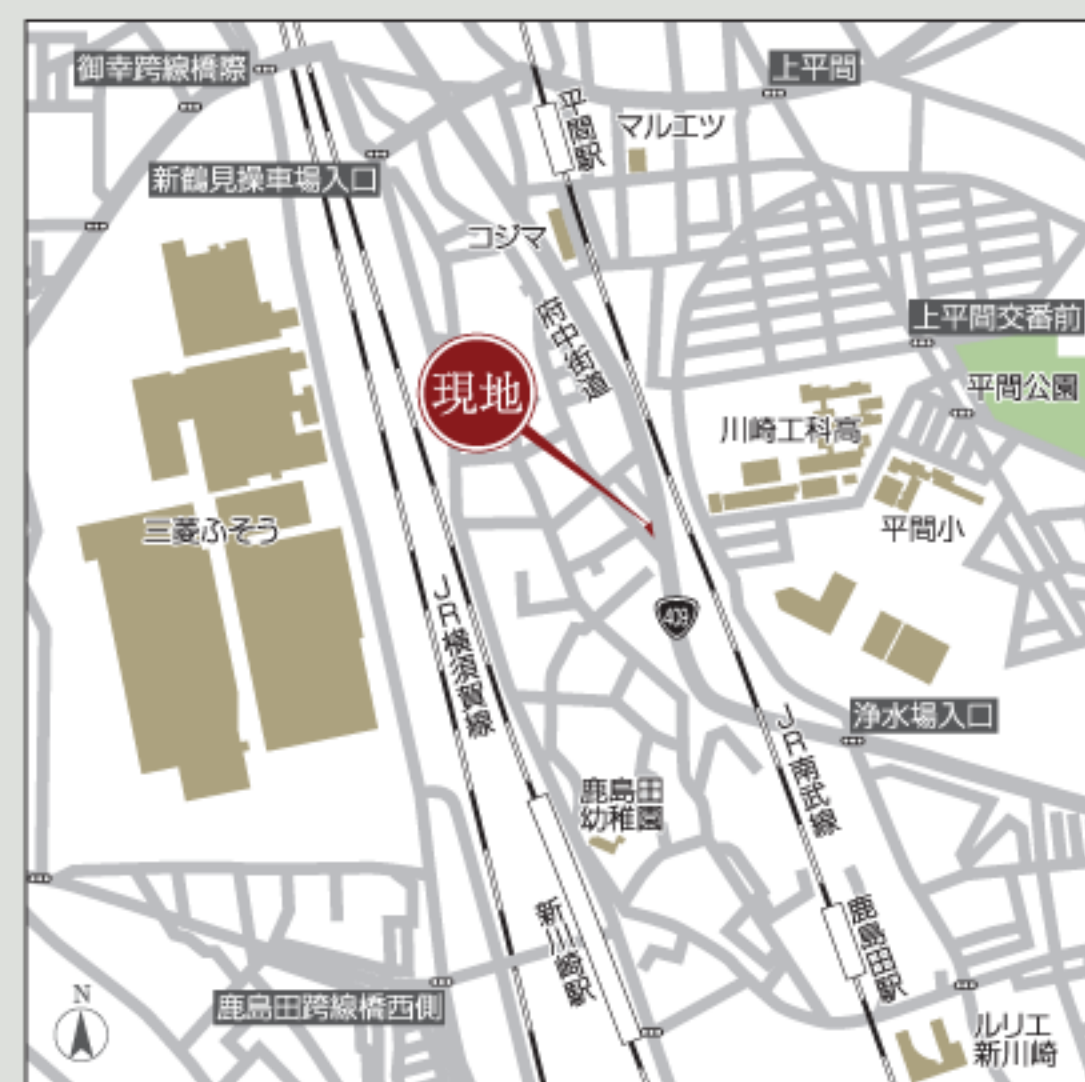 御幸跨線橋際
上平間
平間駅
マルエツ
新鶴見操車場入口
コジマ
府中街道
上平間交番前
現地
平間公園
川崎工科高
三菱ふそう
平間小
JR横須賀線
409
浄水場入口
JR南武線
鹿島田
幼稚園
新川崎駅
鹿島田駅
N
鹿島田跨線橋西側
ルリエ
新川崎